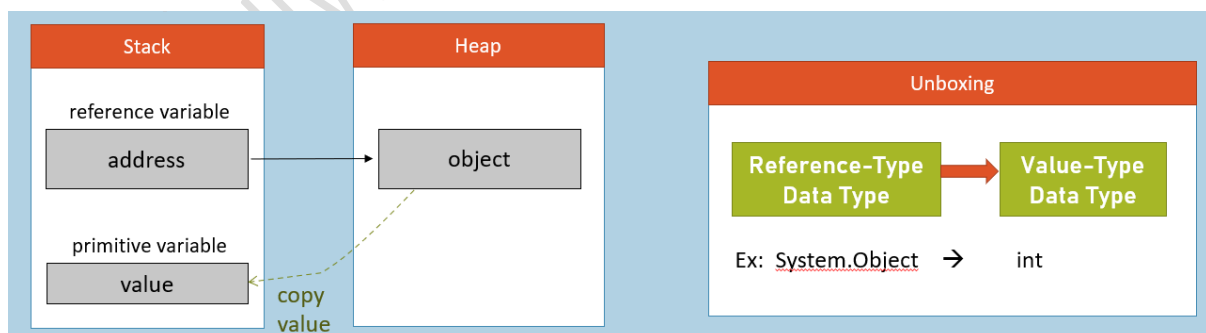 Stack
reference variable
address
primitive variable
value
Heap
object
copy
value
Unboxing
Reference-Type
Data Type
Value-Type
Data Type
Ex: System.Object → int